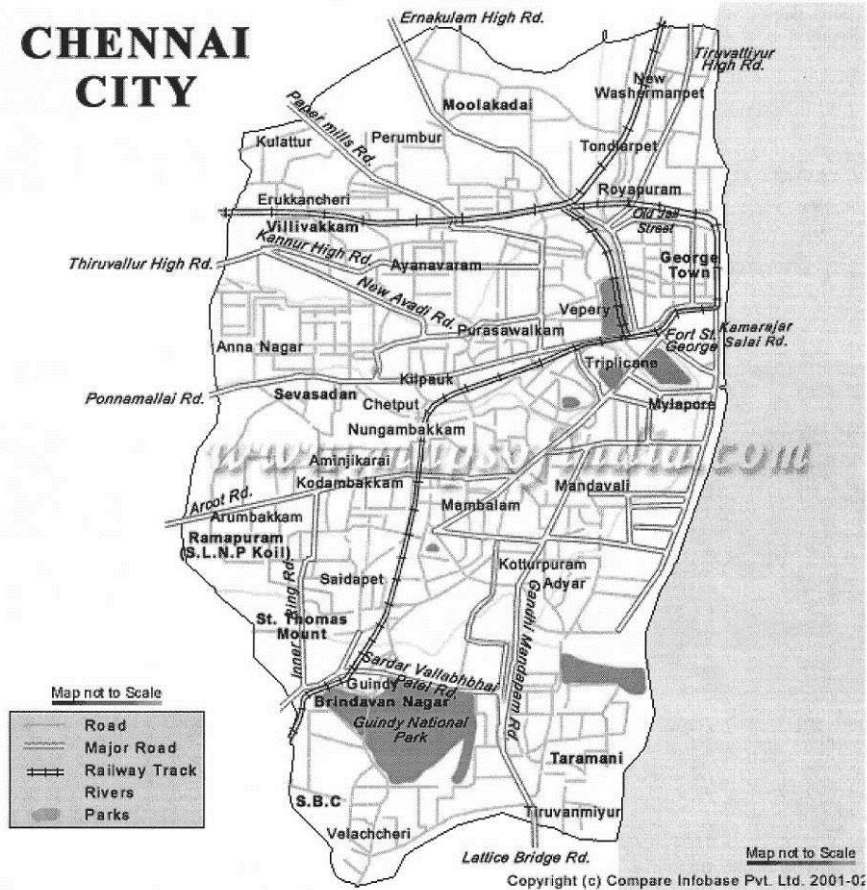 CHENNAI
CITY
Ernakulam High Rd.
Tiruvattiyur
High Rd.
New
Washermanpet
Moolakadai
Paper mills Rd.
Perumbur
Kulattur
Tondiarpet
Royapuram
Erukkancheri
Old Jail
Street
Villivakkam
Kannur High Rd.
George
Town
Thiruvallur High Rd.
Ayanavaram
New Avadi Rd.
Vepery
Purasawalkam
Fort St.
George
Kamarajar
Salai Rd.
Anna Nagar
Triplicane
Kilpauk
Ponnamallai Rd.
Sevasadan
Chetput
Mylapore
Nungambakkam
www.mapsofindia.com
Aminjikarai
Kodambakkam
Mandavali
Arcot Rd.
Arumbakkam
Mambalam
Ramapuram
(S.L.N.P Koil)
Kotturpuram
Adyar
Saidapet
Inner Ring Rd.
Gandhi Mandapam Rd.
St. Thomas
Mount
Sardar Vallabhbhai
Patel Rd.
Guindy
Brindavan Nagar
Guindy National
Park
Taramani
S.B.C
Tiruvanmiyur
Velachcheri
Lattice Bridge Rd.
Map not to Scale
Road
Major Road
Railway Track
Rivers
Parks
Map not to Scale
Copyright (c) Compare Infobase Pvt. Ltd. 2001-02